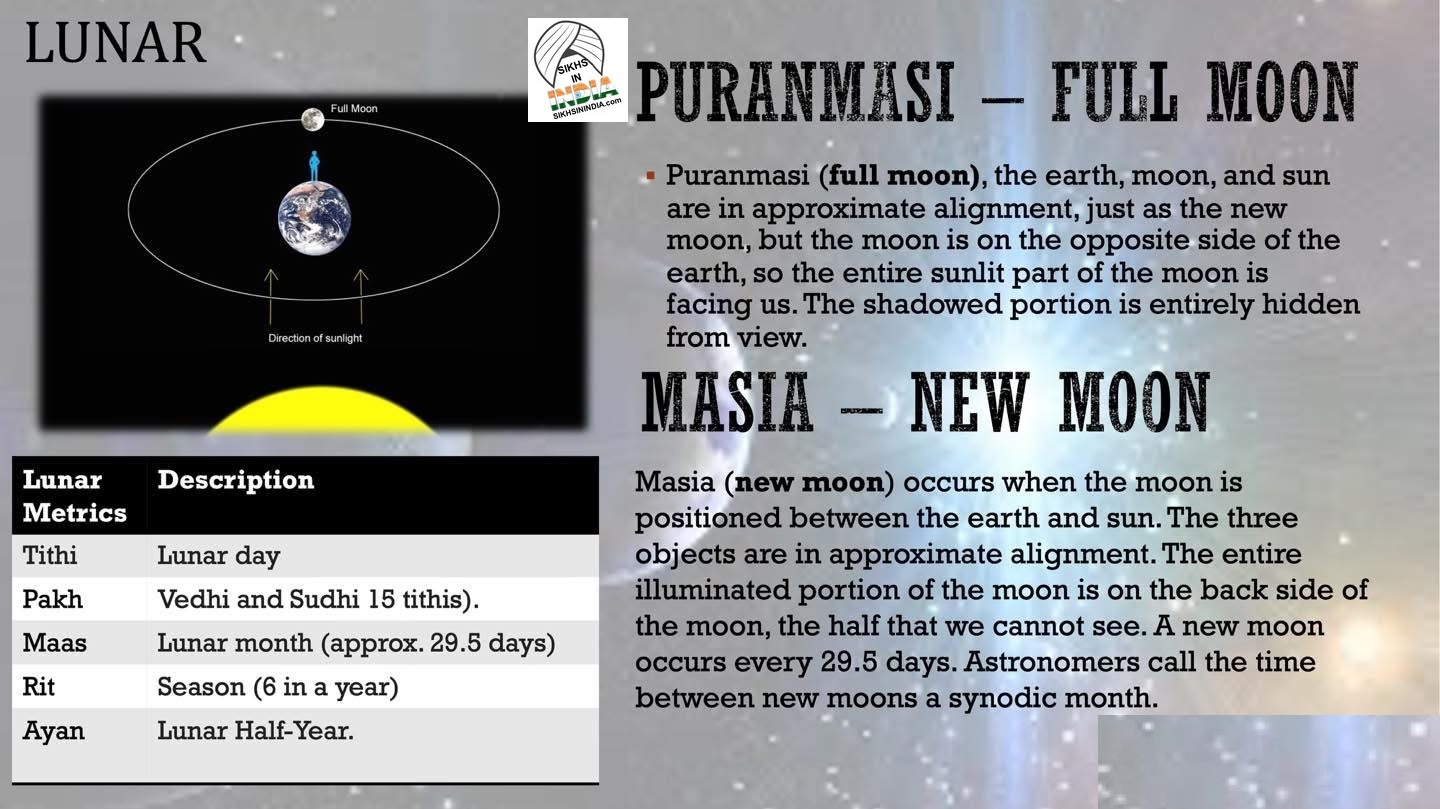 LUNAR
Full Moon
Direction of sunlight
SIKHS
IN
INDIA
SIKHSININDIA.com
PURANMASI – FULL MOON
▪ Puranmasi (full moon), the earth, moon, and sun
are in approximate alignment, just as the new
moon, but the moon is on the opposite side of the
earth, so the entire sunlit part of the moon is
facing us. The shadowed portion is entirely hidden
from view.
MASIA – NEW MOON
Masia (new moon) occurs when the moon is
positioned between the earth and sun. The three
objects are in approximate alignment. The entire
illuminated portion of the moon is on the back side of
the moon, the half that we cannot see. A new moon
occurs every 29.5 days. Astronomers call the time
between new moons a synodic month.
Lunar Metrics Description
Tithi Lunar day
Pakh Vedhi and Sudhi 15 tithis).
Maas Lunar month (approx. 29.5 days)
Rit Season (6 in a year)
Ayan Lunar Half-Year.